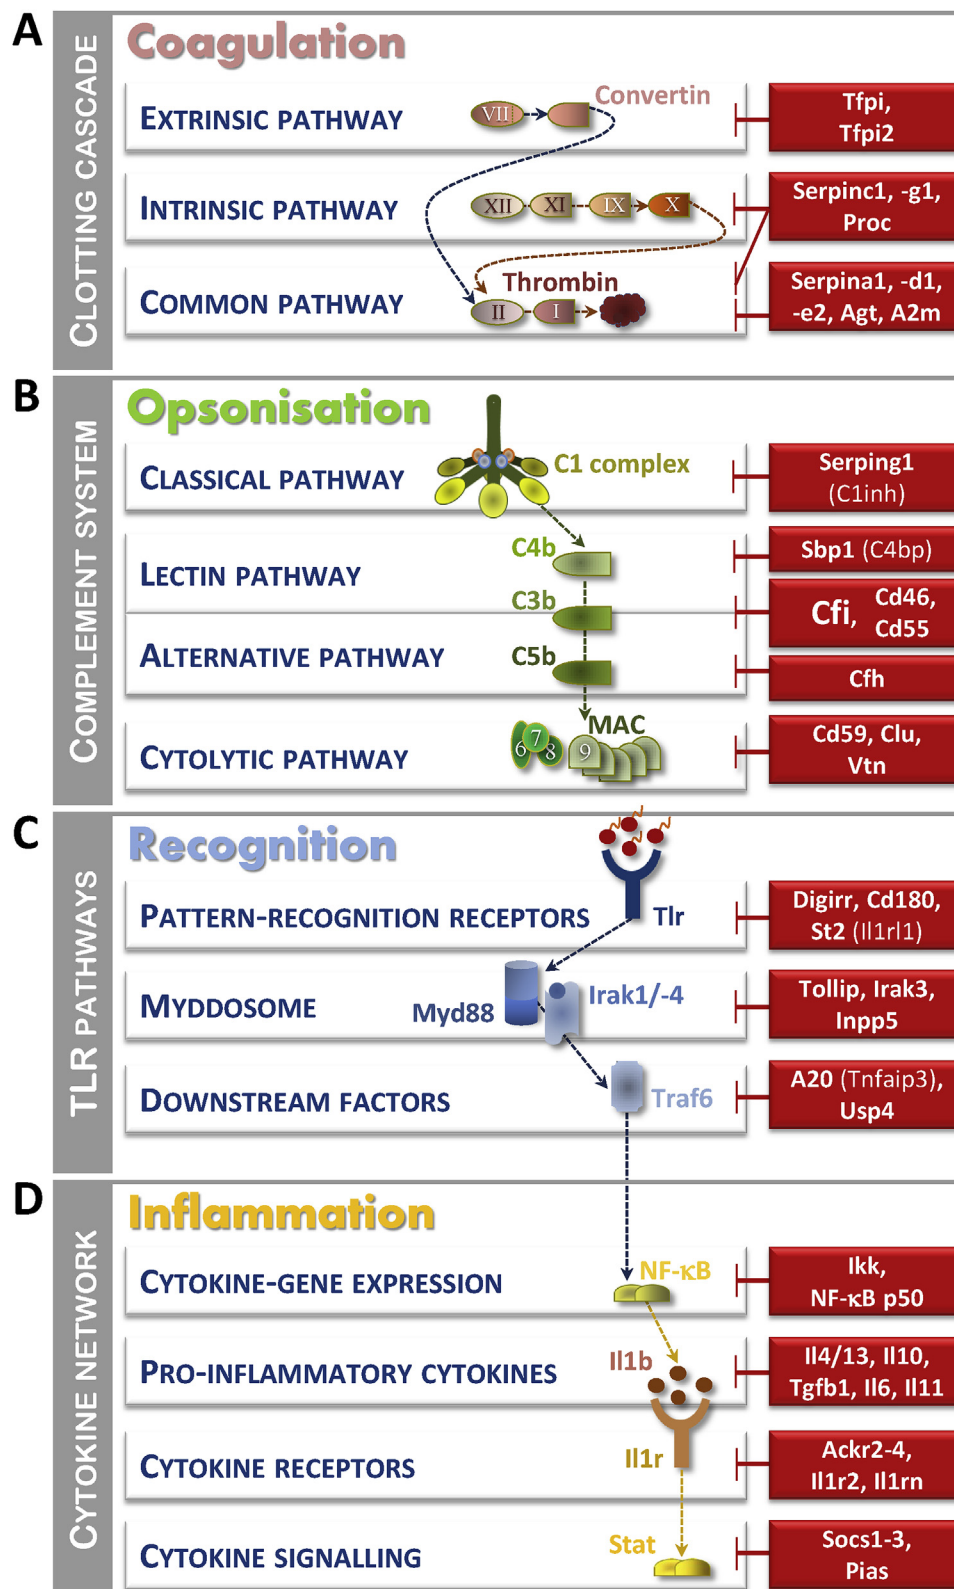 A
CLOTTING CASCADE
Coagulation
EXTRINSIC PATHWAY
VII
Convertin
Tfpi,
Tfpi2
INTRINSIC PATHWAY
XII XI IX X
Serpinc1, -g1,
Proc
COMMON PATHWAY
Thrombin
II I
Serpina1, -d1,
-e2, Agt, A2m
B
COMPLEMENT SYSTEM
Opsonisation
CLASSICAL PATHWAY
C1 complex
Serping1
(C1inh)
LECTIN PATHWAY
C4b
Sbp1 (C4bp)
C3b
Cfi, Cd46,
Cd55
ALTERNATIVE PATHWAY
C5b
Cfh
CYTOLYTIC PATHWAY
MAC
6 7 8 9
Cd59, Clu,
Vtn
C
TLR PATHWAYS
Recognition
PATTERN-RECOGNITION RECEPTORS
Tlr
Digirr, Cd180,
St2 (Il1rl1)
MYDDOSOME
Myd88
Irak1/-4
Tollip, Irak3,
Inpp5
DOWNSTREAM FACTORS
Traf6
A20 (Tnfaip3),
Usp4
D
CYTOKINE NETWORK
Inflammation
CYTOKINE-GENE EXPRESSION
NF-κB
Ikk,
NF-κB p50
PRO-INFLAMMATORY CYTOKINES
Il1b
Il4/13, Il10,
Tgfb1, Il6, Il11
CYTOKINE RECEPTORS
Il1r
Ackr2-4,
Il1r2, Il1rn
CYTOKINE SIGNALLING
Stat
Socs1-3,
Pias